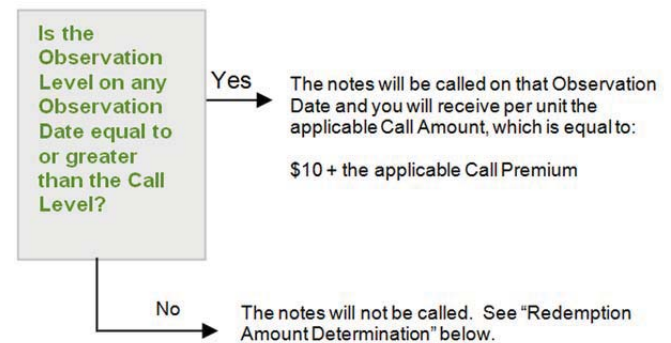 Is the
Observation
Level on any
Observation
Date equal to
or greater
than the Call
Level?
Yes
The notes will be called on that Observation
Date and you will receive per unit the
applicable Call Amount, which is equal to:
$10 + the applicable Call Premium
No
The notes will not be called. See “Redemption
Amount Determination” below.